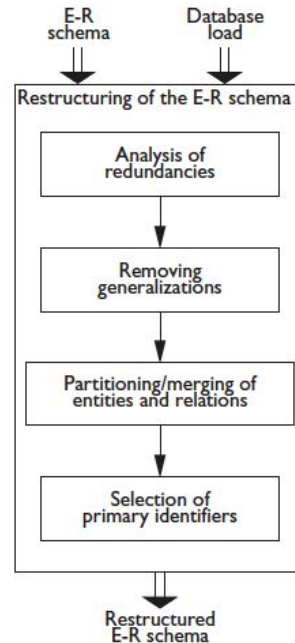 E-R
schema
Database
load
Restructuring of the E-R schema
Analysis of
redundancies
Removing
generalizations
Partitioning/merging of
entities and relations
Selection of
primary identifiers
Restructured
E-R schema